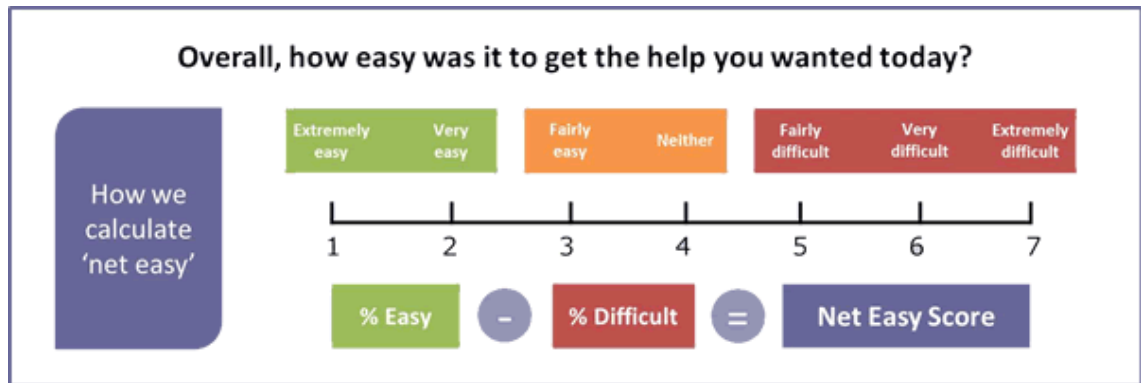 Overall, how easy was it to get the help you wanted today?
How we
calculate
‘net easy’
Extremely
easy
Very
easy
Fairly
easy
Neither
Fairly
difficult
Very
difficult
Extremely
difficult
1 2 3 4 5 6 7
% Easy - % Difficult = Net Easy Score